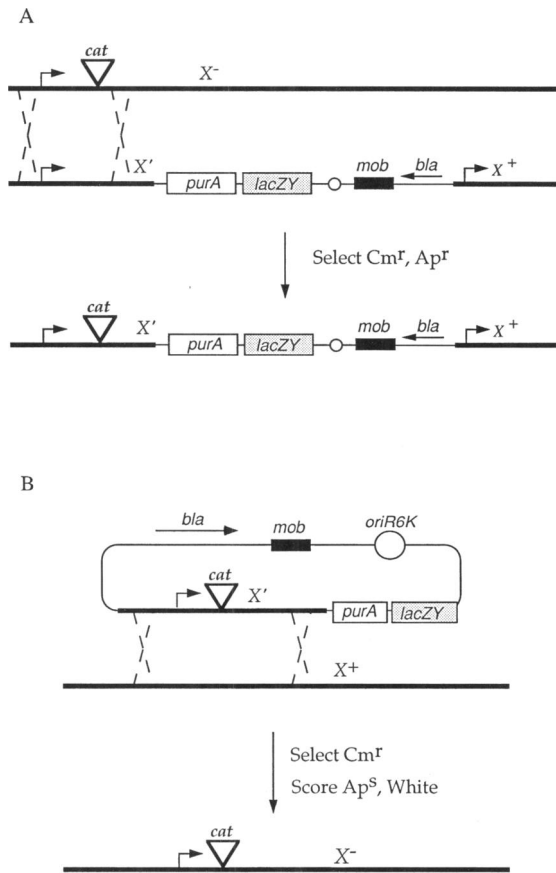 A
cat
X-
X'
purA
lacZY
mob
bla
X+
Select Cmr, Apr
cat
X'
purA
lacZY
mob
bla
X+
B
bla
mob
oriR6K
cat
X'
purA
lacZY
X+
Select Cmr
Score Aps, White
cat
X-